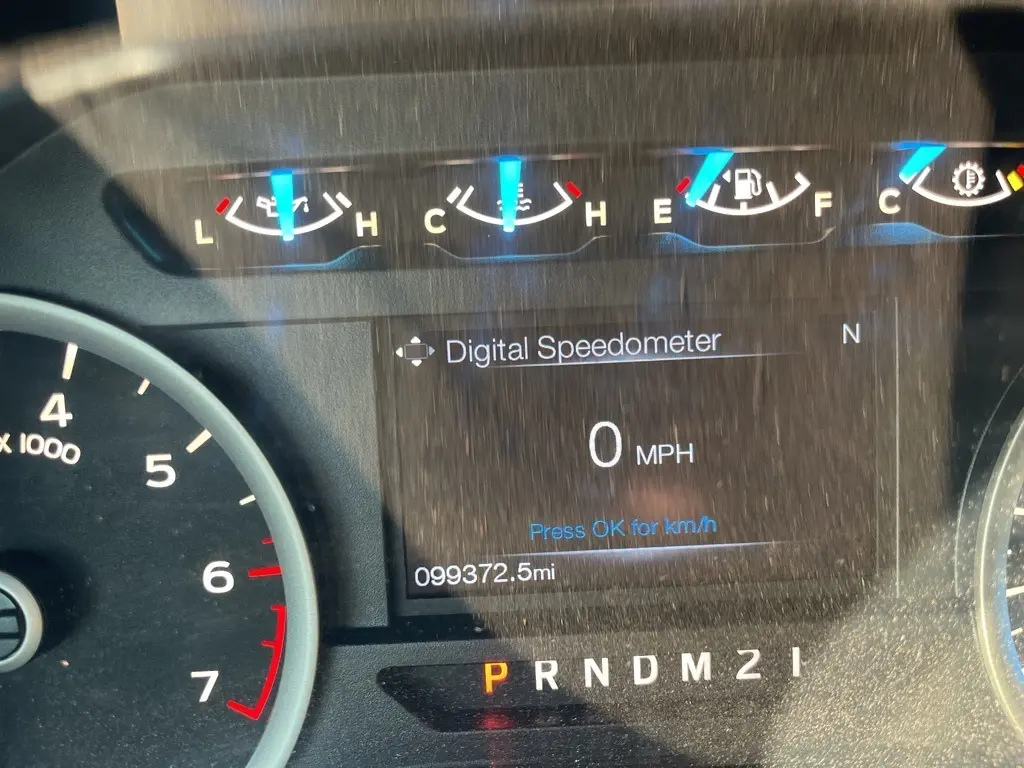 L H C H E F C
Digital Speedometer N
4
x 1000
0 MPH
5
Press OK for km/h
099372.5mi
6
P R N D M 2 1
7